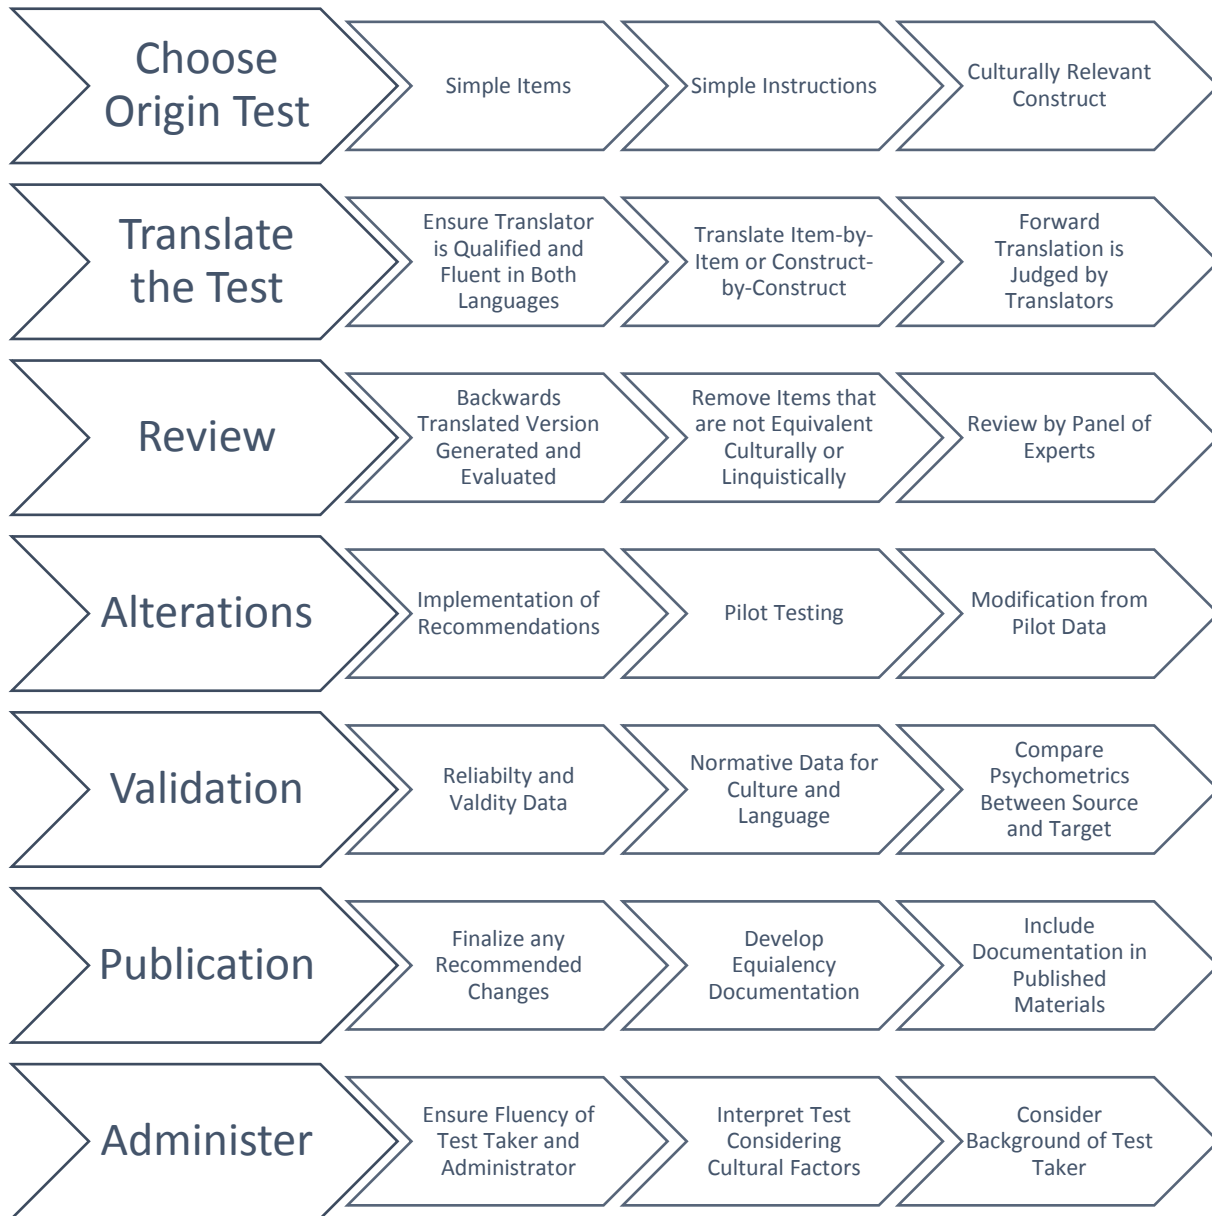 Choose
Origin Test
Simple Items
Simple Instructions
Culturally Relevant
Construct
Translate
the Test
Ensure Translator
is Qualified and
Fluent in Both
Languages
Translate Item-by-
Item or Construct-
by-Construct
Forward
Translation is
Judged by
Translators
Review
Backwards
Translated Version
Generated and
Evaluated
Remove Items that
are not Equivalent
Culturally or
Linquistically
Review by Panel of
Experts
Alterations
Implementation of
Recommendations
Pilot Testing
Modification from
Pilot Data
Validation
Reliabilty and
Valdity Data
Normative Data for
Culture and
Language
Compare
Psychometrics
Between Source
and Target
Publication
Finalize any
Recommended
Changes
Develop
Equialency
Documentation
Include
Documentation in
Published
Materials
Administer
Ensure Fluency of
Test Taker and
Administrator
Interpret Test
Considering
Cultural Factors
Consider
Background of Test
Taker